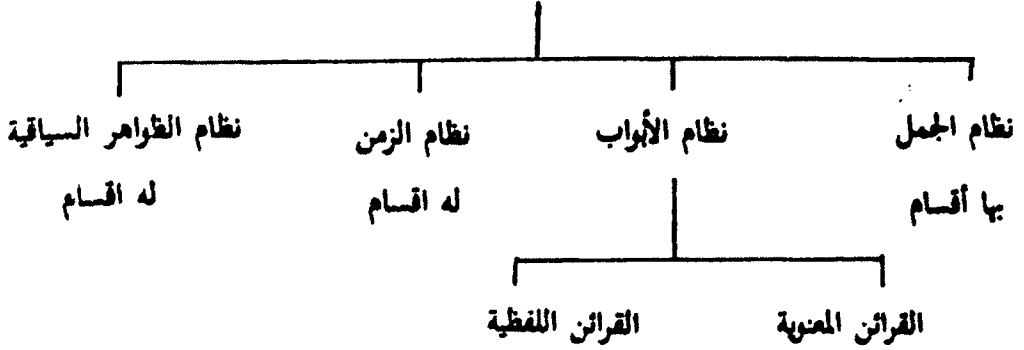 نظام الجمل نظام الأبواب نظام الزمن نظام الظواهر السياقية
بها أقسام له اقسام له اقسام
القرائن المعنوية القرائن اللفظية